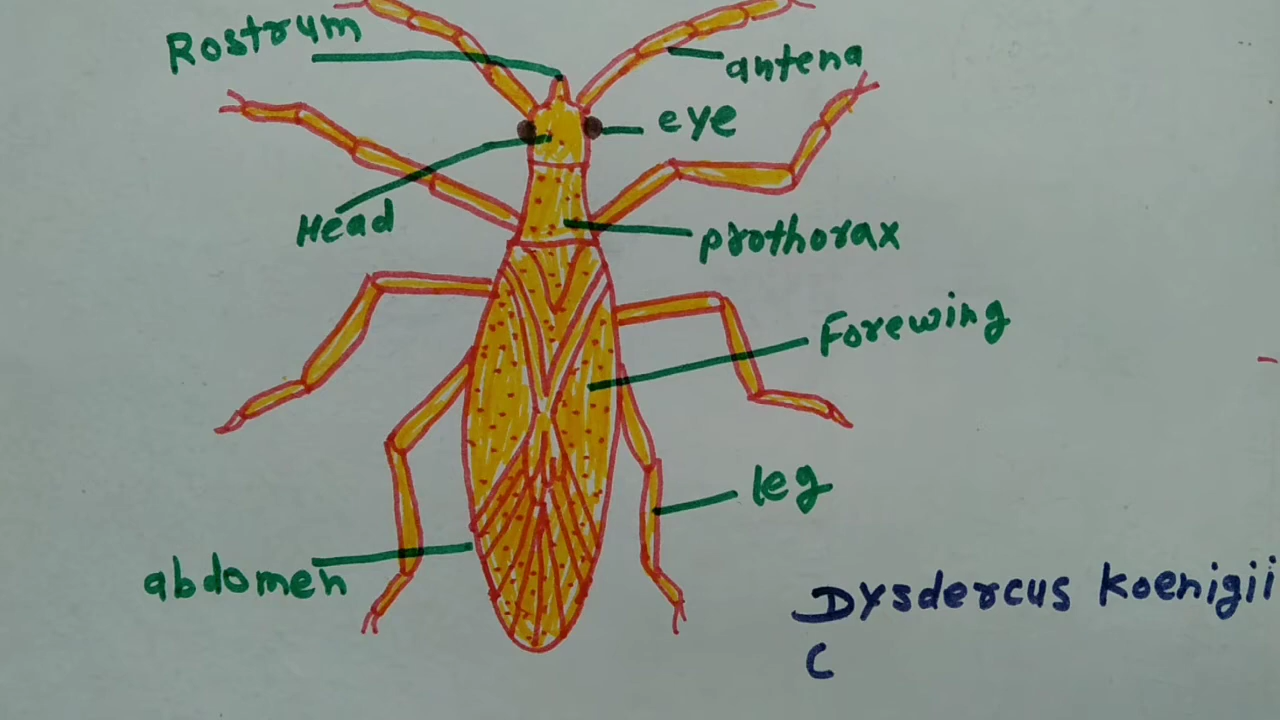 Rostrum
antena
eye
Head
prothorax
Forewing
leg
abdomen
Dysdercus koenigii
C